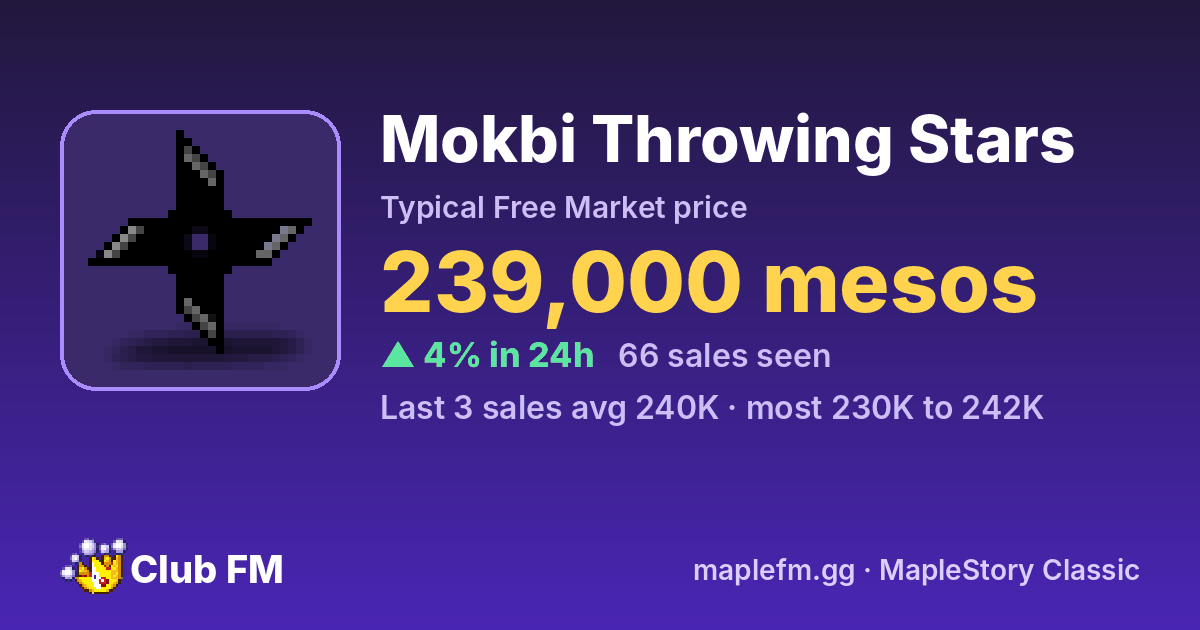 Mokbi Throwing Stars
Typical Free Market price
239,000 mesos
▲ 4% in 24h 66 sales seen
Last 3 sales avg 240K · most 230K to 242K
Club FM
maplefm.gg · MapleStory Classic